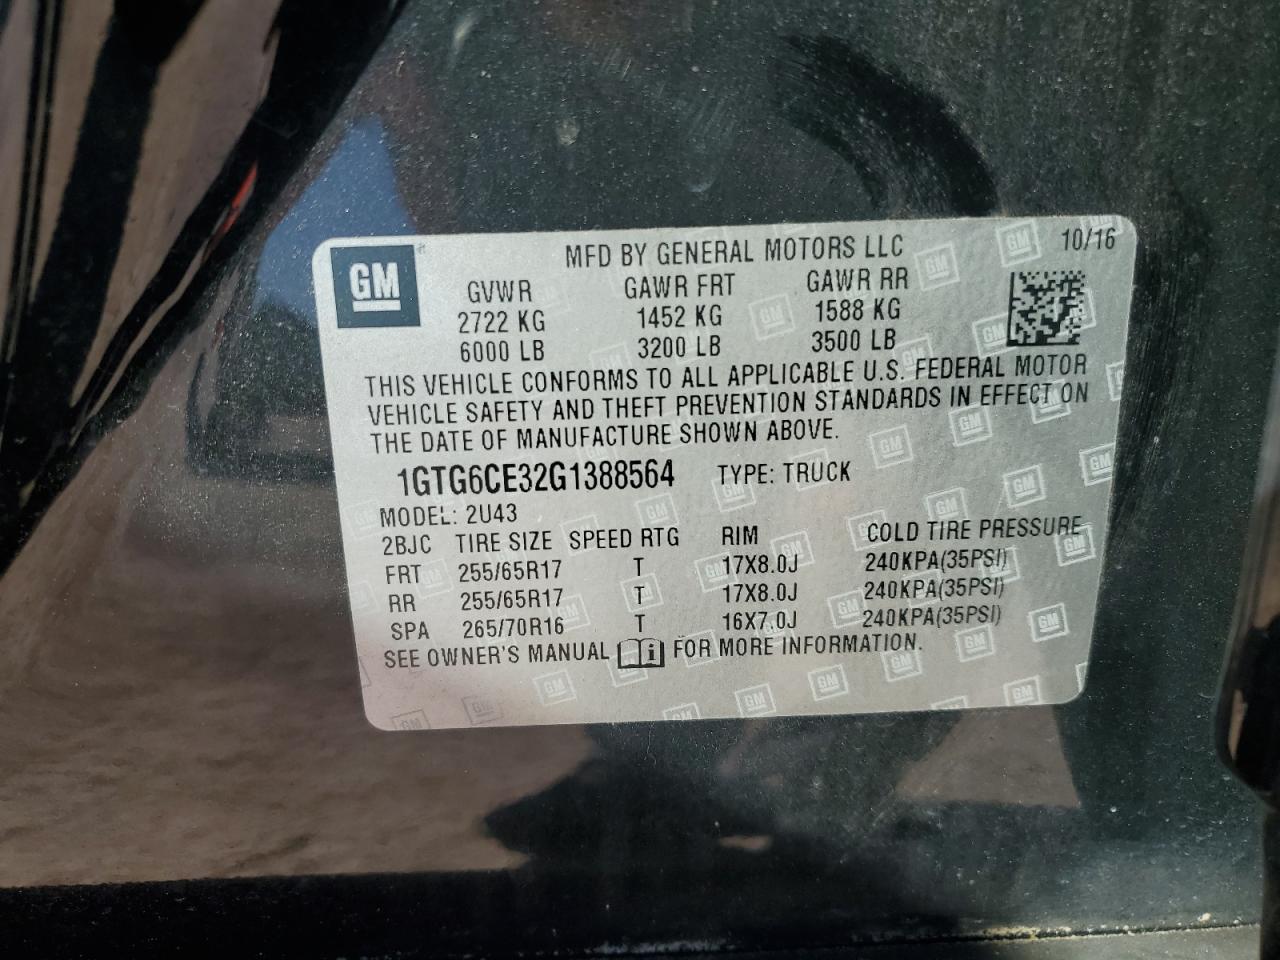 GM MFD BY GENERAL MOTORS LLC 10/16
GVWR GAWR FRT GAWR RR
2722 KG 1452 KG 1588 KG
6000 LB 3200 LB 3500 LB
THIS VEHICLE CONFORMS TO ALL APPLICABLE U.S. FEDERAL MOTOR
VEHICLE SAFETY AND THEFT PREVENTION STANDARDS IN EFFECT ON
THE DATE OF MANUFACTURE SHOWN ABOVE.
1GTG6CE32G1388564 TYPE: TRUCK
MODEL: 2U43
2BJC TIRE SIZE SPEED RTG RIM COLD TIRE PRESSURE
FRT 255/65R17 T 17X8.0J 240KPA(35PSI)
RR 255/65R17 T 17X8.0J 240KPA(35PSI)
SPA 265/70R16 T 16X7.0J 240KPA(35PSI)
SEE OWNER'S MANUAL i FOR MORE INFORMATION.